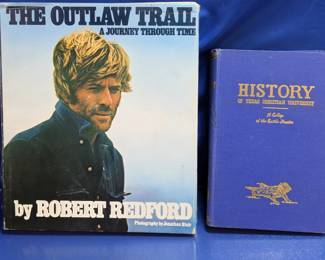 THE OUTLAW TRAIL
A JOURNEY THROUGH TIME
by ROBERT REDFORD
Photography by Jonathan Blair
HISTORY
OF TEXAS CHRISTIAN UNIVERSITY
A College
of the Cattle Frontier